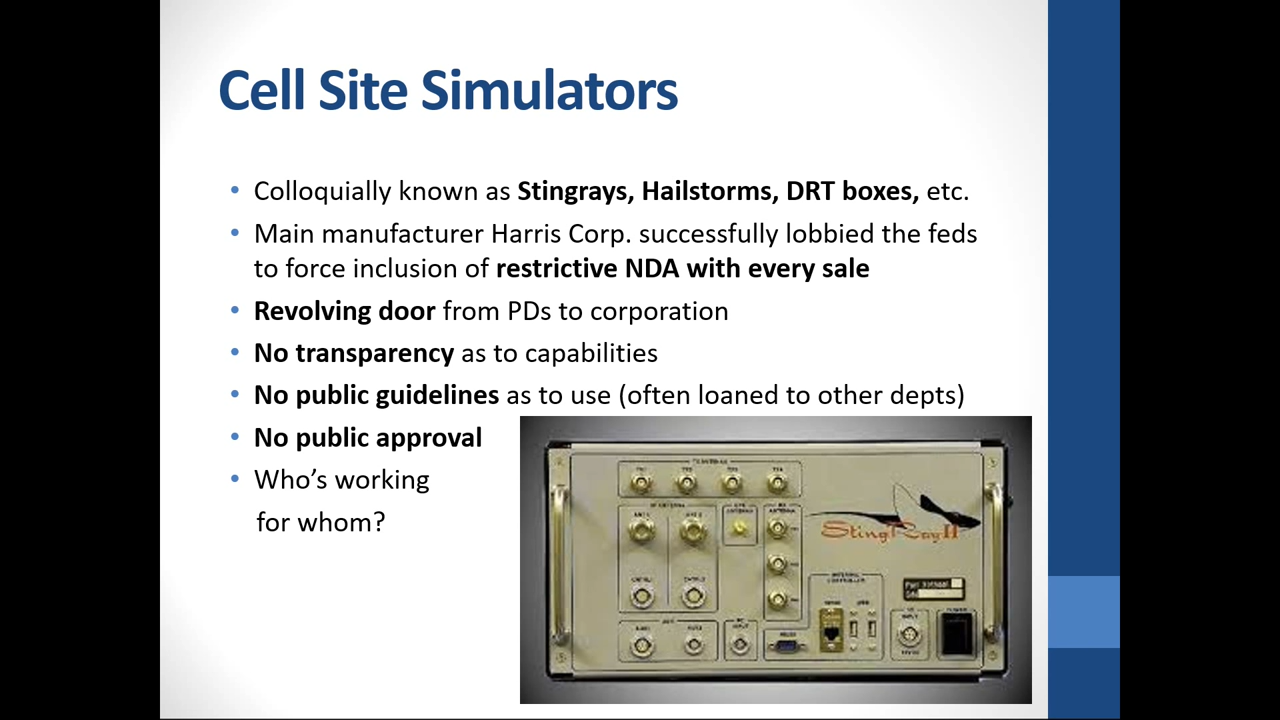 Cell Site Simulators
• Colloquially known as Stingrays, Hailstorms, DRT boxes, etc.
• Main manufacturer Harris Corp. successfully lobbied the feds
to force inclusion of restrictive NDA with every sale
• Revolving door from PDs to corporation
• No transparency as to capabilities
• No public guidelines as to use (often loaned to other depts)
• No public approval
• Who’s working
for whom?
StingRay II